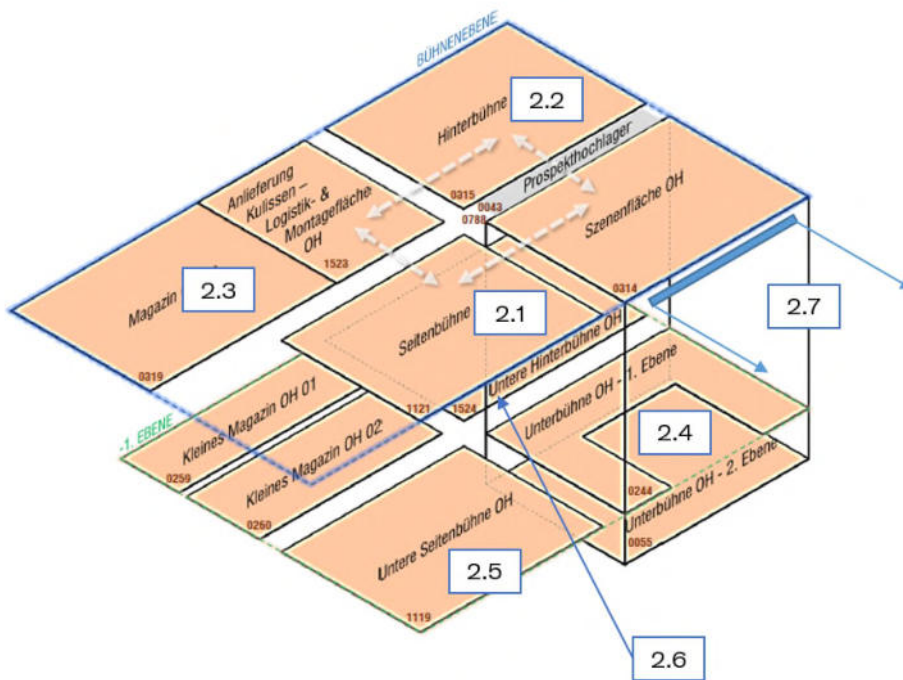 BÜHNENEBENE
Hinterbühne
2.2
Prospekthochlager
Anlieferung
Kulissen –
Logistik- &
Montagefläche
OH
0315
0043
0788
Szenenfläche OH
1523
Magazin
2.3
0314
2.1
Seitenbühne
2.7
Untere Hinterbühne OH
0319
-1. EBENE
Kleines Magazin OH 01
1121
1524
Unterbühne OH - 1. Ebene
2.4
Kleines Magazin OH 02
0259
0244
Unterbühne OH - 2. Ebene
0260
Untere Seitenbühne OH
0055
2.5
1119
2.6